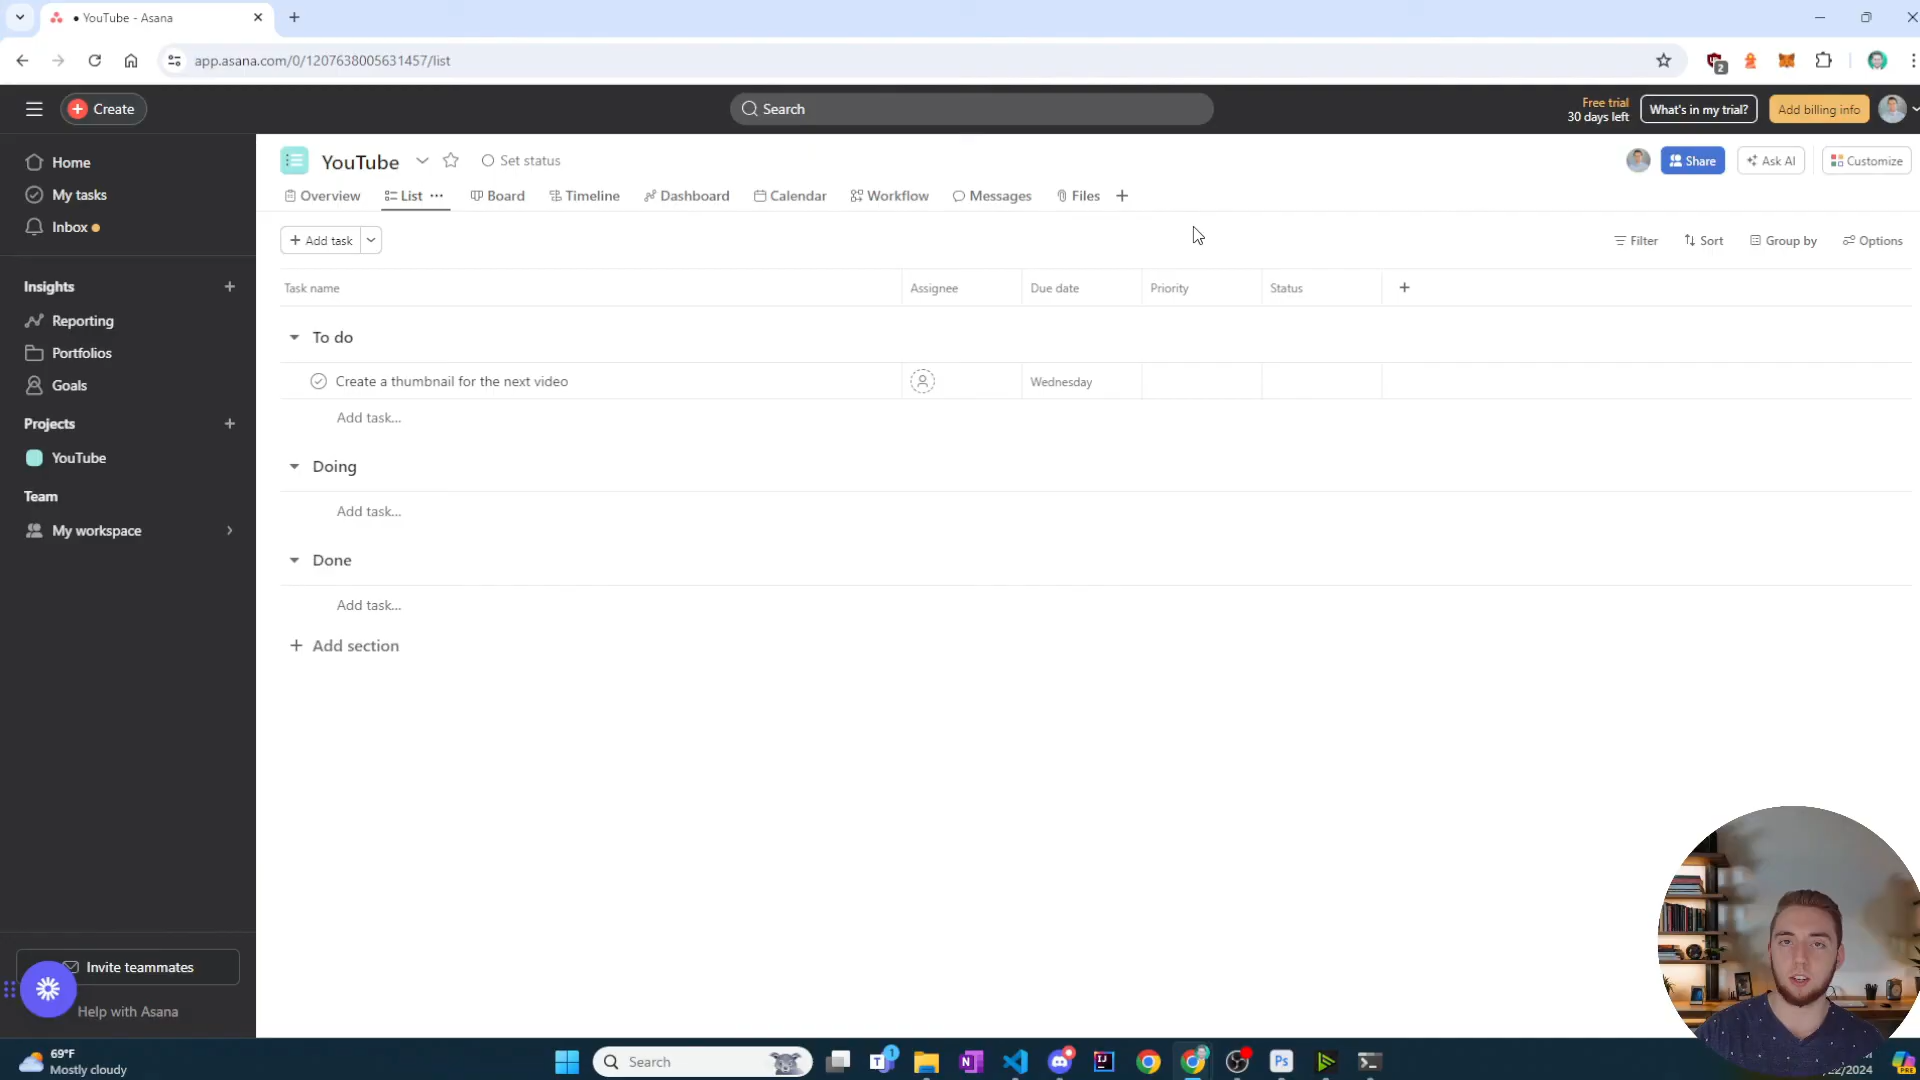 ● YouTube - Asana
app.asana.com/0/1207638005631457/list
2
Create
Search
Free trial
30 days left
What's in my trial?
Add billing info
Home
My tasks
Inbox
Insights
Reporting
Portfolios
Goals
Projects
YouTube
Team
My workspace
Invite teammates
Help with Asana
YouTube
Set status
Share
Ask AI
Customize
Overview
List
Board
Timeline
Dashboard
Calendar
Workflow
Messages
Files
Add task
Filter
Sort
Group by
Options
Task name
Assignee
Due date
Priority
Status
To do
Create a thumbnail for the next video
Wednesday
Add task...
Doing
Add task...
Done
Add task...
Add section
69°F
Mostly cloudy
Search
1
Ps
PRE